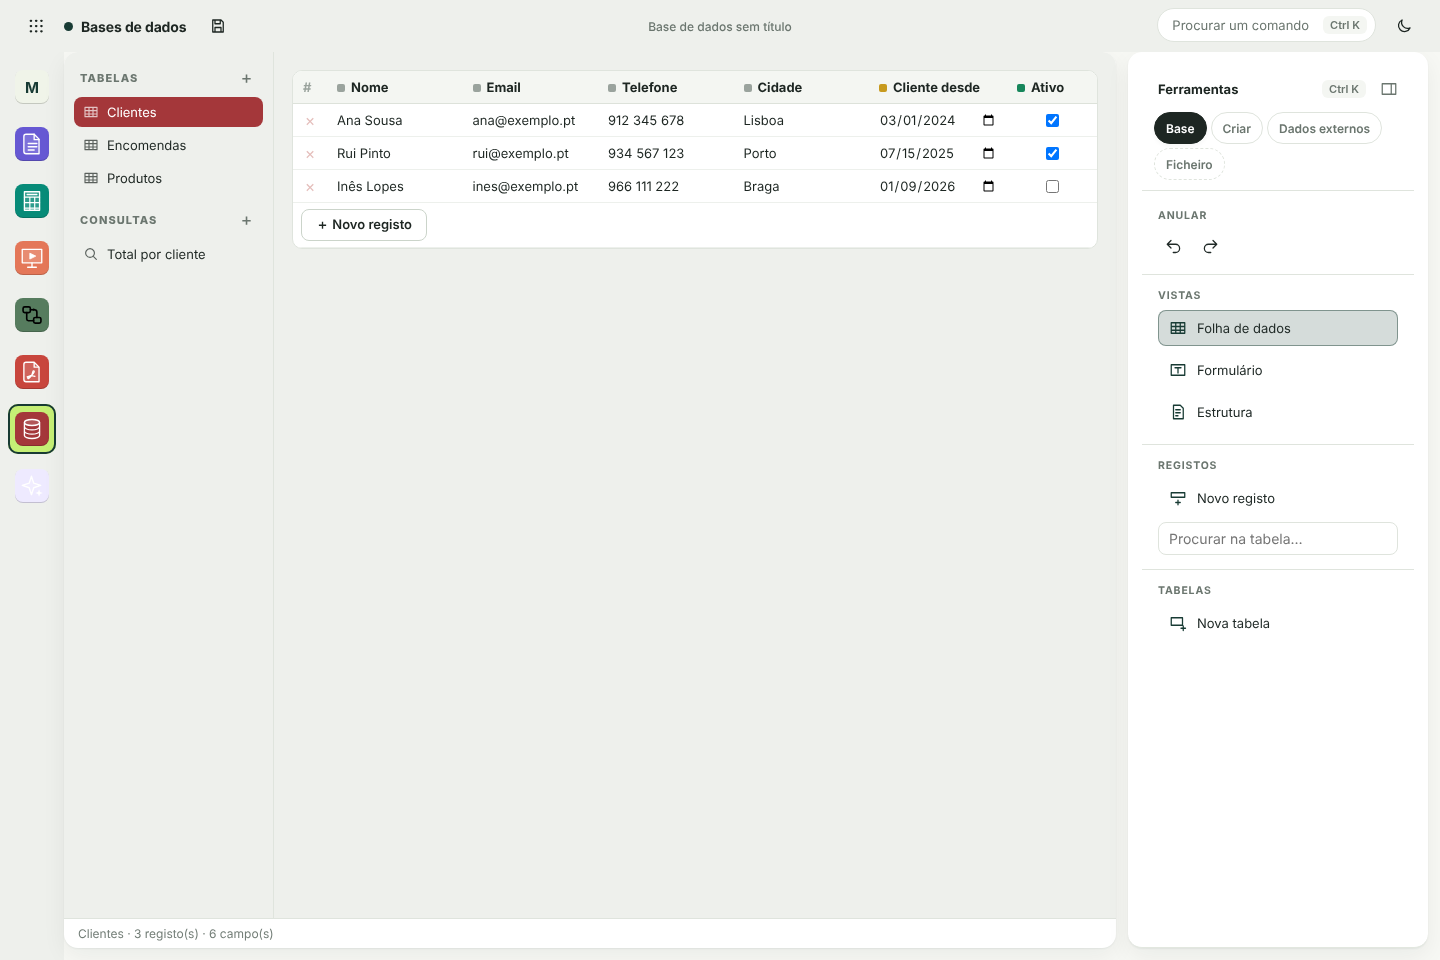 Bases de dados
Base de dados sem título
Procurar um comando Ctrl K
M
TABELAS +
Clientes
Encomendas
Produtos
CONSULTAS +
Total por cliente
# Nome Email Telefone Cidade Cliente desde Ativo
× Ana Sousa ana@exemplo.pt 912 345 678 Lisboa 03/01/2024
× Rui Pinto rui@exemplo.pt 934 567 123 Porto 07/15/2025
× Inês Lopes ines@exemplo.pt 966 111 222 Braga 01/09/2026
+ Novo registo
Clientes · 3 registo(s) · 6 campo(s)
Ferramentas Ctrl K
Base Criar Dados externos
Ficheiro
ANULAR
VISTAS
Folha de dados
Formulário
Estrutura
REGISTOS
Novo registo
Procurar na tabela...
TABELAS
Nova tabela